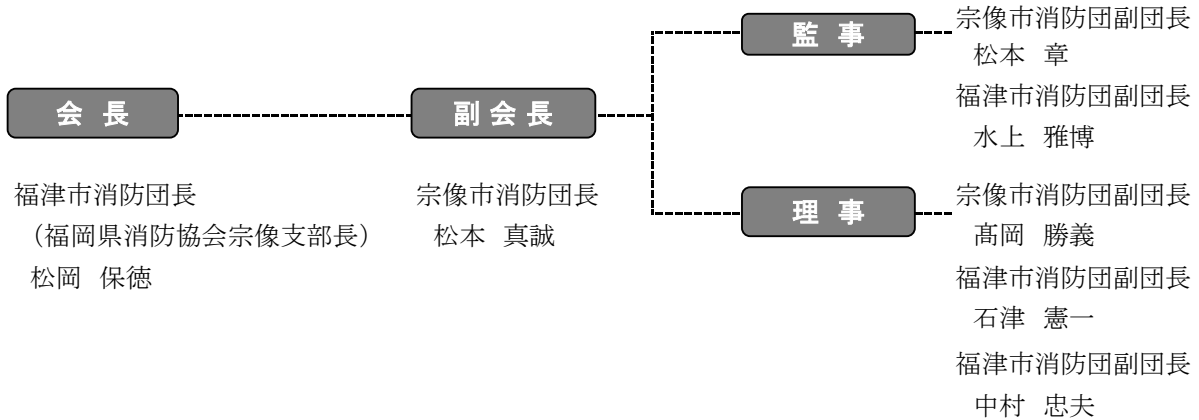 会 長
福津市消防団長
（福岡県消防協会宗像支部長）
松岡 保徳
副 会 長
宗像市消防団長
松本 真誠
監 事
宗像市消防団副団長
松本 章
福津市消防団副団長
水上 雅博
理 事
宗像市消防団副団長
髙岡 勝義
福津市消防団副団長
石津 憲一
福津市消防団副団長
中村 忠夫